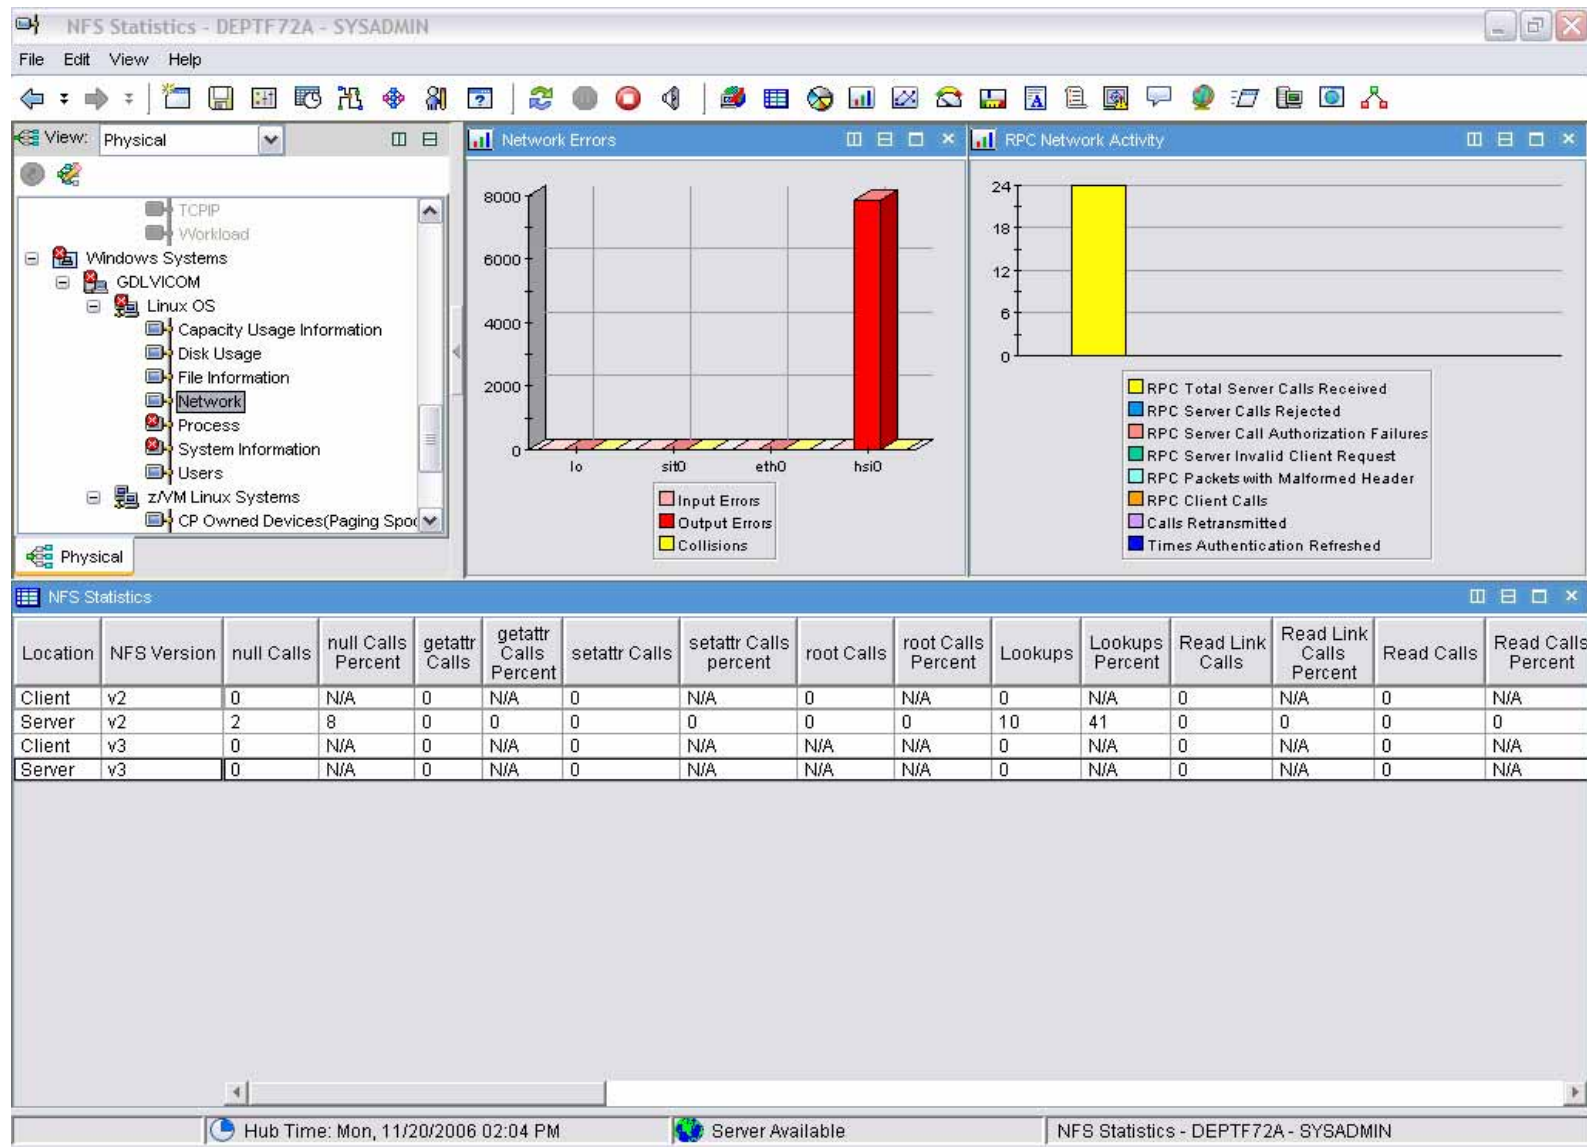 NFS Statistics - DEPTF72A - SYSADMIN
File Edit View Help
View: Physical
TCPIP
Workload
Windows Systems
GDLVICOM
Linux OS
Capacity Usage Information
Disk Usage
File Information
Network
Process
System Information
Users
z/VM Linux Systems
CP Owned Devices(Paging Spoo
Physical
Network Errors
8000
6000
4000
2000
0
lo sit0 eth0 hsi0
Input Errors
Output Errors
Collisions
RPC Network Activity
24
18
12
6
0
RPC Total Server Calls Received
RPC Server Calls Rejected
RPC Server Call Authorization Failures
RPC Server Invalid Client Request
RPC Packets with Malformed Header
RPC Client Calls
Calls Retransmitted
Times Authentication Refreshed
NFS Statistics
Location NFS Version null Calls null Calls Percent getattr Calls getattr Calls Percent setattr Calls setattr Calls percent root Calls root Calls Percent Lookups Lookups Percent Read Link Calls Read Link Calls Percent Read Calls Read Calls Percent
Client v2 0 N/A 0 N/A 0 N/A 0 N/A 0 N/A 0 N/A 0 N/A
Server v2 2 8 0 0 0 0 0 0 10 41 0 0 0 0
Client v3 0 N/A 0 N/A 0 N/A N/A N/A 0 N/A 0 N/A 0 N/A
Server v3 0 N/A 0 N/A 0 N/A N/A N/A 0 N/A 0 N/A 0 N/A
Hub Time: Mon, 11/20/2006 02:04 PM Server Available NFS Statistics - DEPTF72A - SYSADMIN